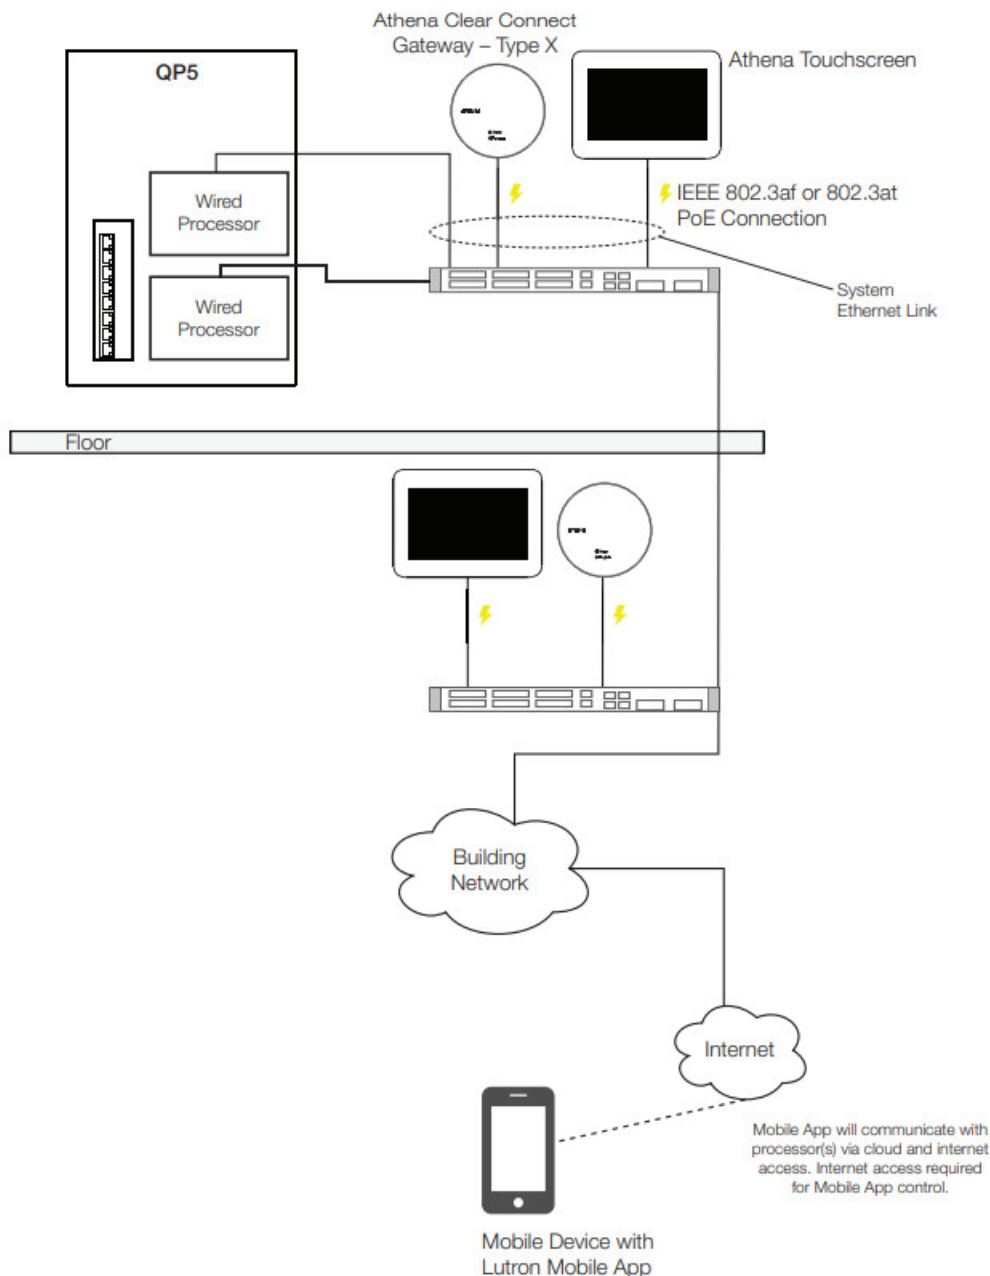 Athena Clear Connect
Gateway – Type X
Athena Touchscreen
QP5
Wired
Processor
IEEE 802.3af or 802.3at
PoE Connection
Wired
Processor
System
Ethernet Link
Floor
Building
Network
Internet
Mobile App will communicate with
processor(s) via cloud and internet
access. Internet access required
for Mobile App control.
Mobile Device with
Lutron Mobile App